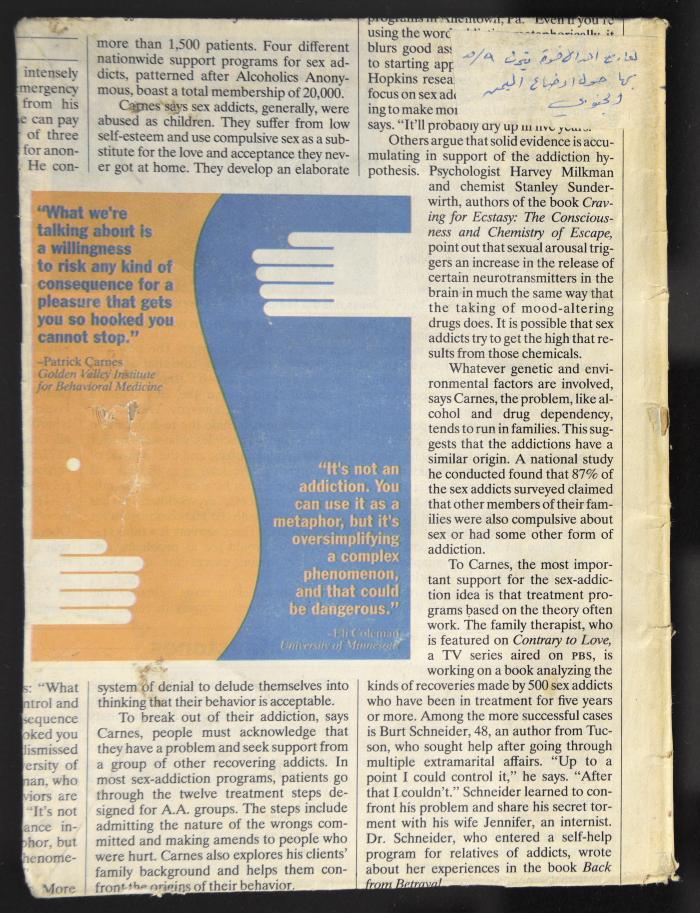 intensely
mergency
from his
e can pay
of three
for anon-
He con-
s: “What
ntrol and
sequence
oked you
dismissed
versity of
nan, who
viors are
“It's not
ance in-
phor, but
henome-
More
more than 1,500 patients. Four different
nationwide support programs for sex ad-
dicts, patterned after Alcoholics Anony-
mous, boast a total membership of 20,000.
Carnes says sex addicts, generally, were
abused as children. They suffer from low
self-esteem and use compulsive sex as a sub-
stitute for the love and acceptance they nev-
er got at home. They develop an elaborate
“What we're
talking about is
a willingness
to risk any kind of
consequence for a
pleasure that gets
you so hooked you
cannot stop.”
–Patrick Carnes
Golden Valley Institute
for Behavioral Medicine
“It's not an
addiction. You
can use it as a
metaphor, but it's
oversimplifying
a complex
phenomenon,
and that could
be dangerous.”
–Eli Coleman
University of Minnesota
system of denial to delude themselves into
thinking that their behavior is acceptable.
To break out of their addiction, says
Carnes, people must acknowledge that
they have a problem and seek support from
a group of other recovering addicts. In
most sex-addiction programs, patients go
through the twelve treatment steps de-
signed for A.A. groups. The steps include
admitting the nature of the wrongs com-
mitted and making amends to people who
were hurt. Carnes also explores his clients'
family background and helps them con-
front the origins of their behavior.
programs in Allentown, Pa. “Even if you're
using the word
blurs good ass
to starting app
Hopkins resea
focus on sex add
ing to make mor
says. “It'll probably dry up in five years.”
Others argue that solid evidence is accu-
mulating in support of the addiction hy-
pothesis. Psychologist Harvey Milkman
and chemist Stanley Sunder-
wirth, authors of the book Crav-
ing for Ecstasy: The Conscious-
ness and Chemistry of Escape,
point out that sexual arousal trig-
gers an increase in the release of
certain neurotransmitters in the
brain in much the same way that
the taking of mood-altering
drugs does. It is possible that sex
addicts try to get the high that re-
sults from those chemicals.
Whatever genetic and envi-
ronmental factors are involved,
says Carnes, the problem, like al-
cohol and drug dependency,
tends to run in families. This sug-
gests that the addictions have a
similar origin. A national study
he conducted found that 87% of
the sex addicts surveyed claimed
that other members of their fam-
ilies were also compulsive about
sex or had some other form of
addiction.
To Carnes, the most impor-
tant support for the sex-addic-
tion idea is that treatment pro-
grams based on the theory often
work. The family therapist, who
is featured on Contrary to Love,
a TV series aired on PBS, is
working on a book analyzing the
kinds of recoveries made by 500 sex addicts
who have been in treatment for five years
or more. Among the more successful cases
is Burt Schneider, 48, an author from Tuc-
son, who sought help after going through
multiple extramarital affairs. “Up to a
point I could control it,” he says. “After
that I couldn't.” Schneider learned to con-
front his problem and share his secret tor-
ment with his wife Jennifer, an internist.
Dr. Schneider, who entered a self-help
program for relatives of addicts, wrote
about her experiences in the book Back
from Betrayal.